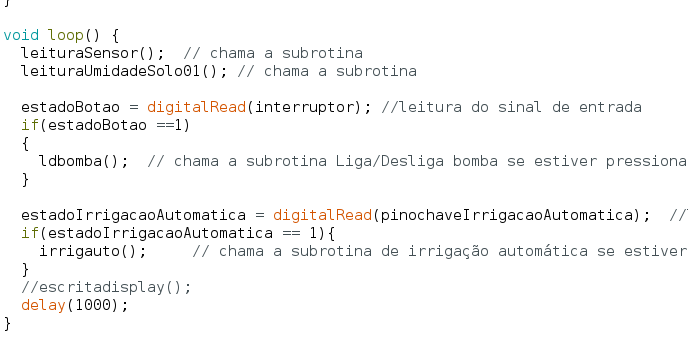 }
void loop() {
leituraSensor();  // chama a subrotina
leituraUmidadeSolo01(); // chama a subrotina
estadoBotao = digitalRead(interruptor); //leitura do sinal de entrada
if(estadoBotao ==1)
{
ldbomba();  // chama a subrotina Liga/Desliga bomba se estiver pressiona
}
estadoIrrigacaoAutomatica = digitalRead(pinochaveIrrigacaoAutomatica);  //
if(estadoIrrigacaoAutomatica == 1){
irrigauto();     // chama a subrotina de irrigação automática se estiver
}
//escritadisplay();
delay(1000);
}